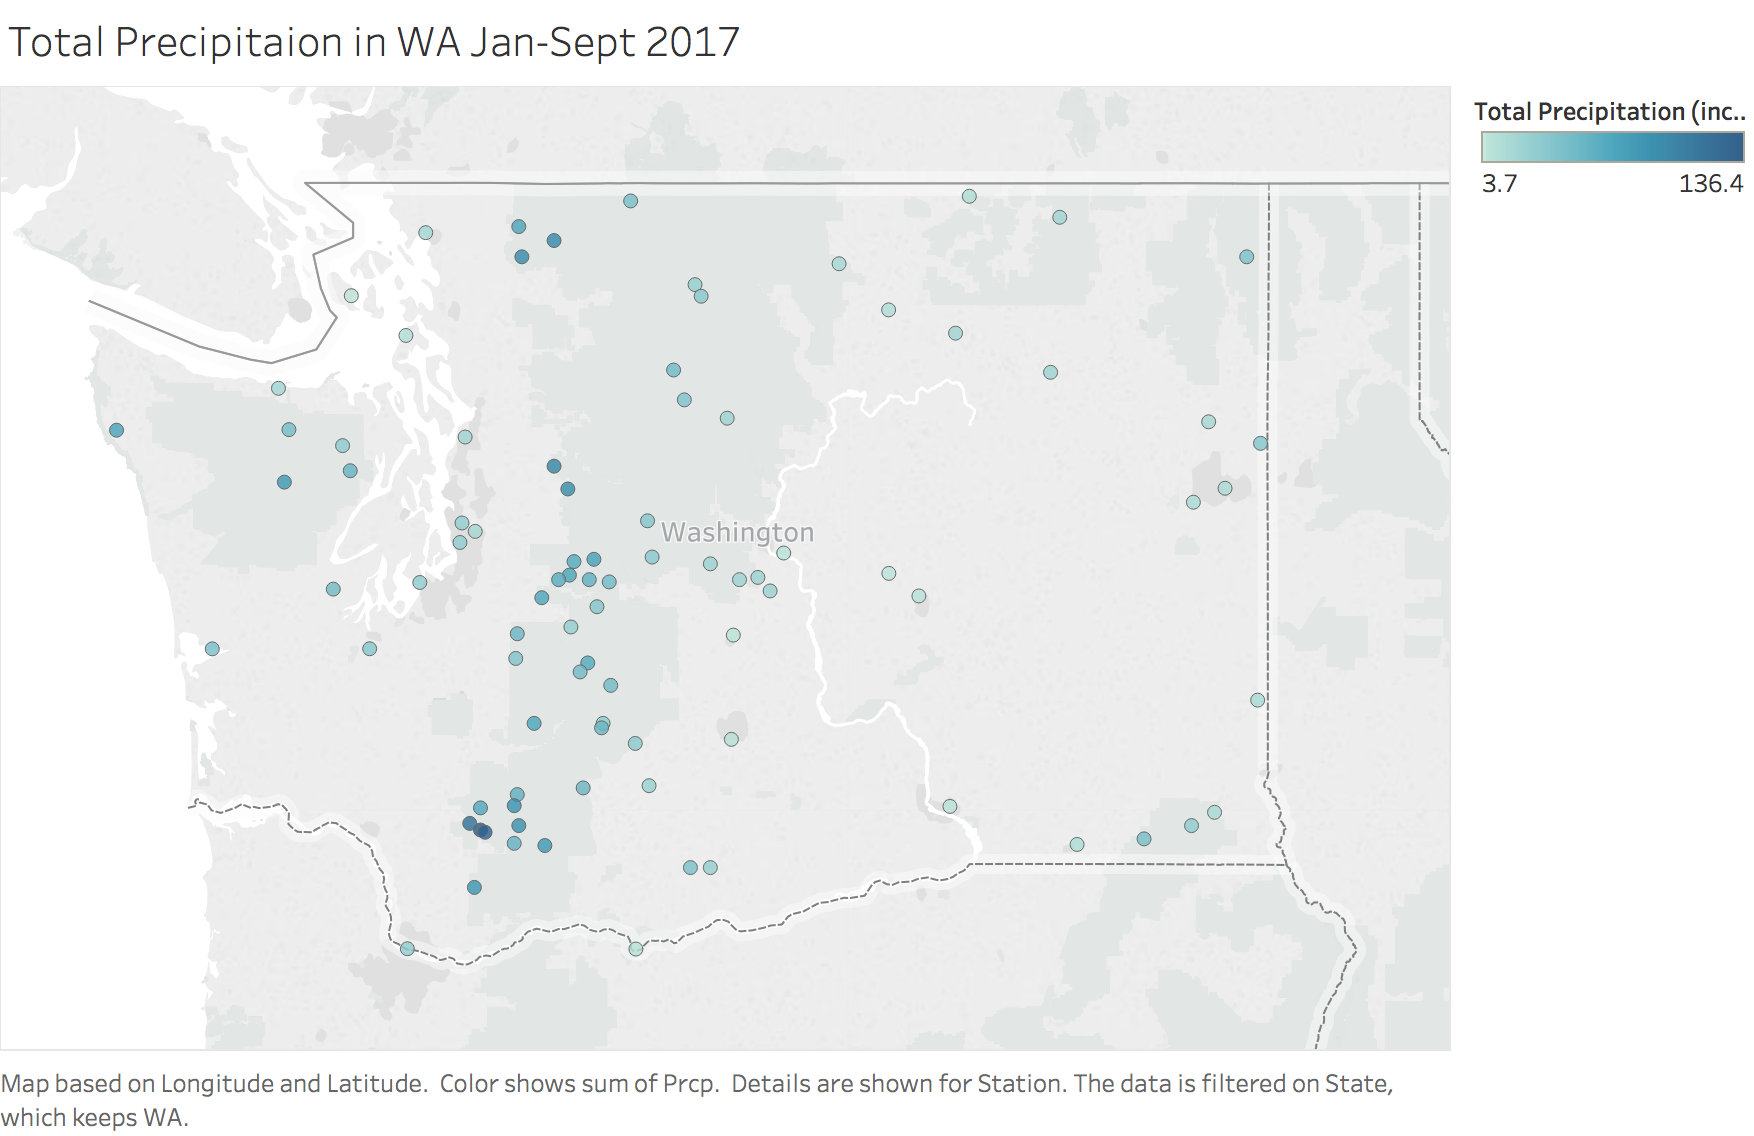 Total Precipitaion in WA Jan-Sept 2017
Total Precipitation (inc..
3.7 136.4
Washington
Map based on Longitude and Latitude.  Color shows sum of Prcp.  Details are shown for Station. The data is filtered on State,
which keeps WA.